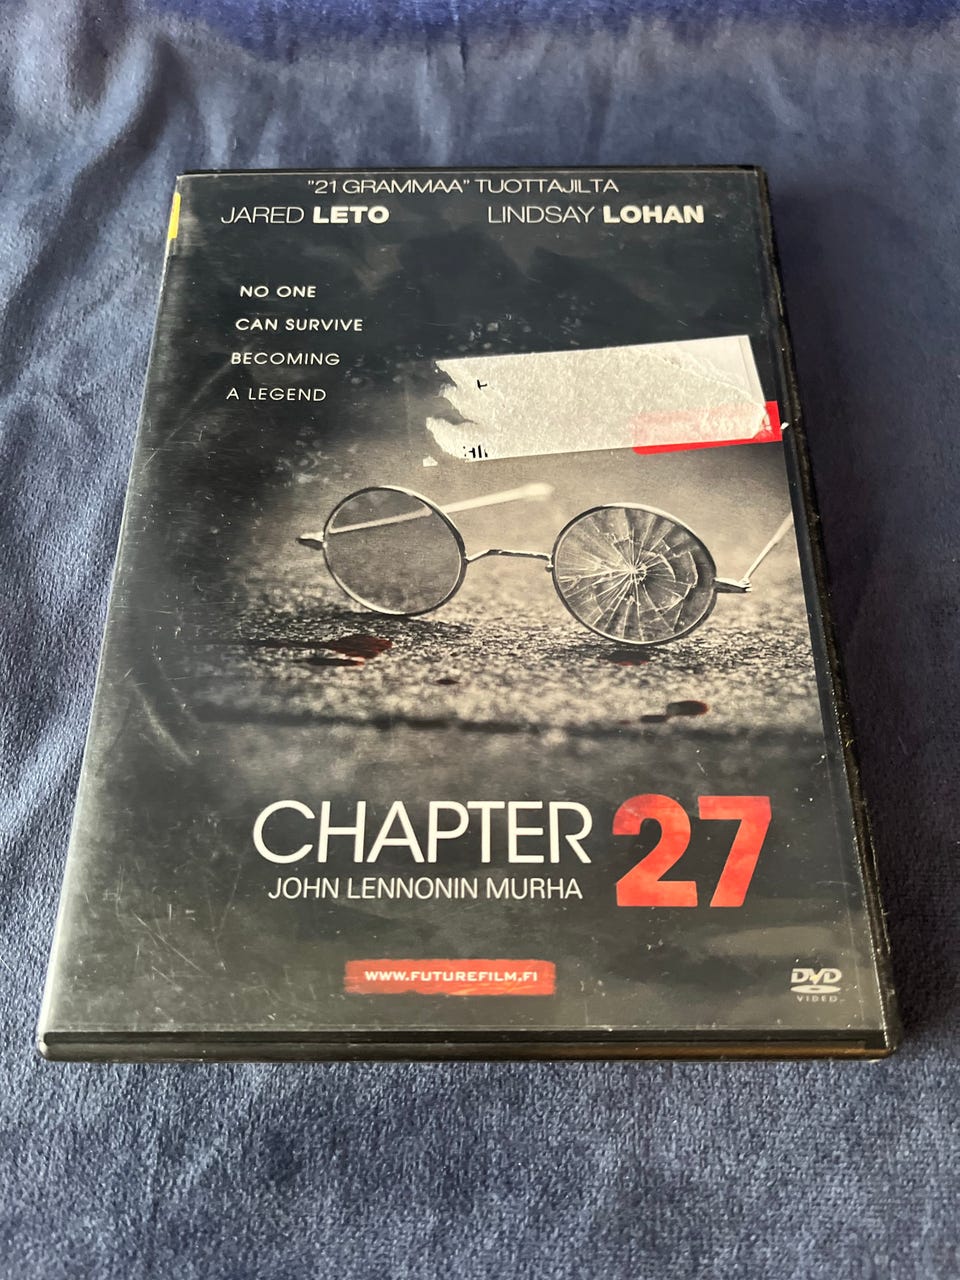 "21 GRAMMAA" TUOTTAJILTA
JARED LETO LINDSAY LOHAN
NO ONE
CAN SURVIVE
BECOMING
A LEGEND
CHAPTER 27
JOHN LENNONIN MURHA
WWW.FUTUREFILM.FI
DVD
VIDEO